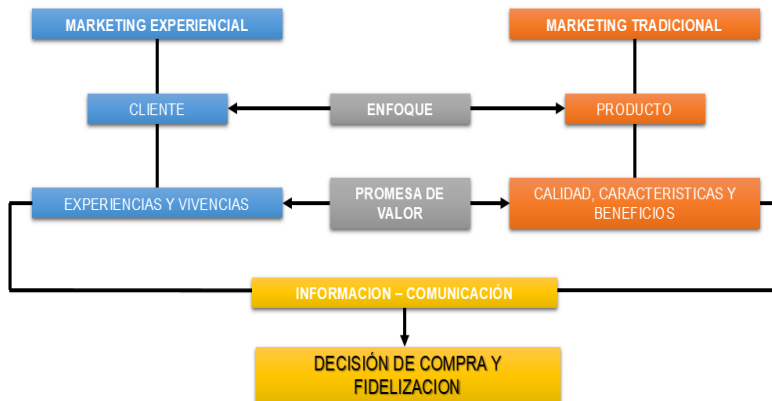 MARKETING EXPERIENCIAL
MARKETING TRADICIONAL
CLIENTE
ENFOQUE
PRODUCTO
EXPERIENCIAS Y VIVENCIAS
PROMESA DE
VALOR
CALIDAD, CARACTERISTICAS Y
BENEFICIOS
INFORMACION – COMUNICACIÓN
DECISIÓN DE COMPRA Y
FIDELIZACION